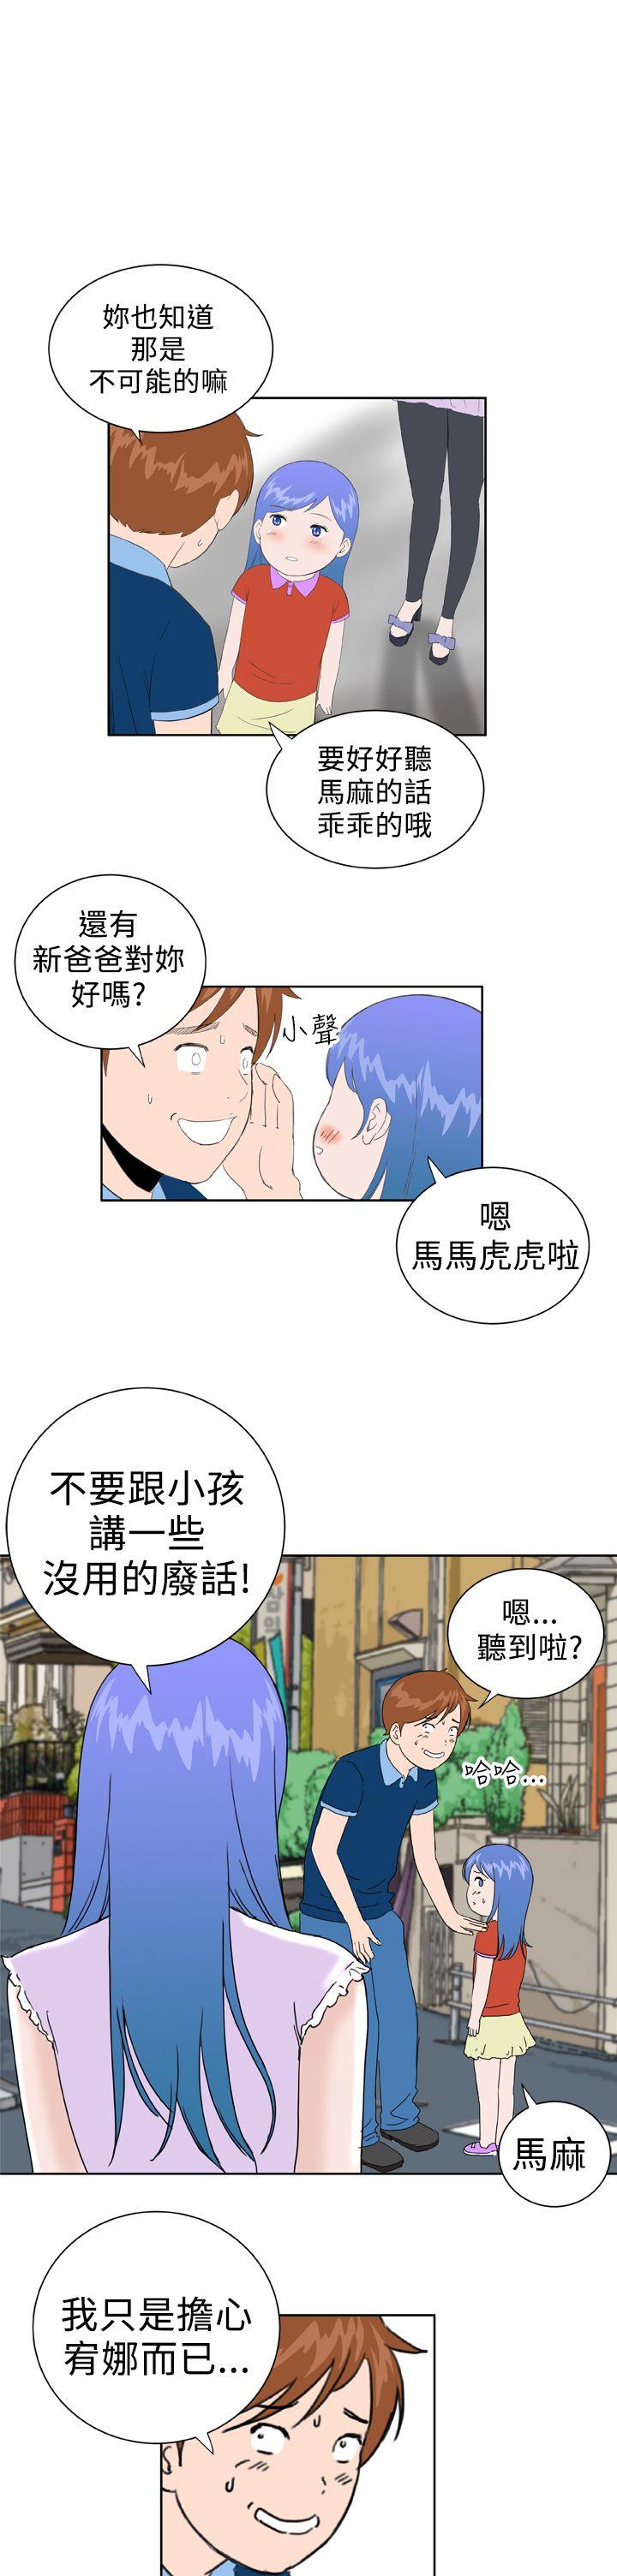 妳也知道
那是
不可能的嘛
要好好聽
馬麻的話
乖乖的哦
還有
新爸爸對妳
好嗎?
小聲
嗯
馬馬虎虎啦
不要跟小孩
講一些
沒用的廢話!
嗯...
聽到啦?
哈哈...
馬麻
我只是擔心
宥娜而已...